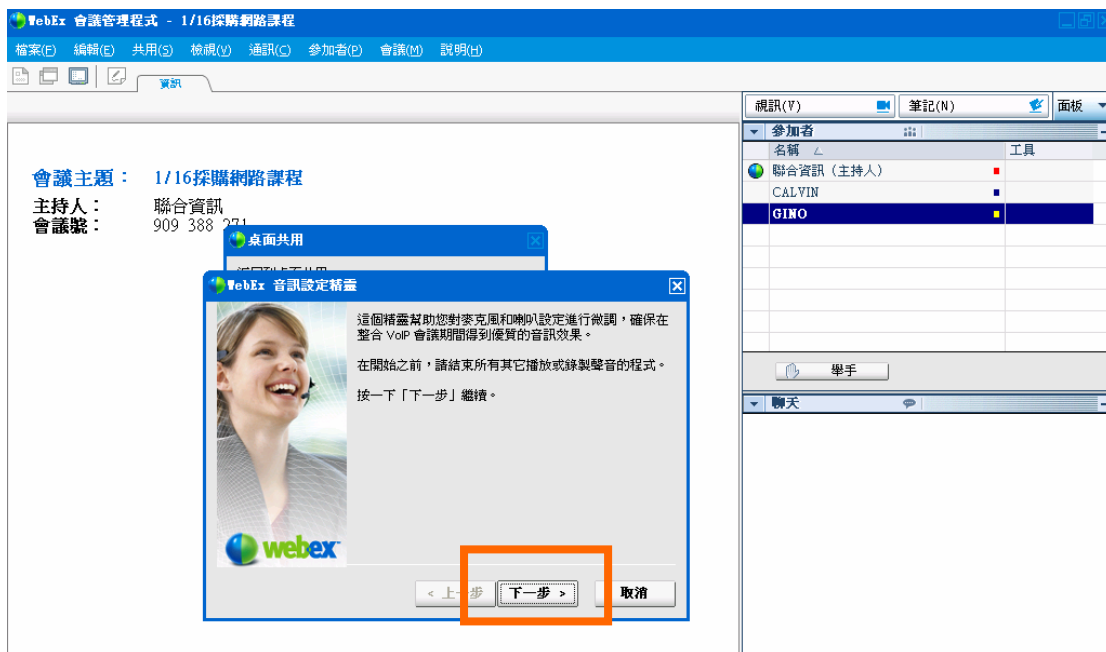 WebEx 會議管理程式 - 1/16採購網路課程
檔案(F) 編輯(E) 共用(S) 檢視(V) 通訊(C) 參加者(P) 會議(M) 説明(H)
資訊
視訊(V) 筆記(N) 面板
參加者
名稱 工具
聯合資訊（主持人）
CALVIN
GINO
舉手
聊天
會議主題： 1/16採購網路課程
主持人： 聯合資訊
會議號： 909 388 271
桌面共用
WebEx 音訊設定精靈
這個精靈幫助您對麥克風和喇叭設定進行微調，確保在
整合 VoIP 會議期間得到優質的音訊效果。
在開始之前，請結束所有其它播放或錄製聲音的程式。
按一下「下一步」繼續。
webex
< 上一步 下一步 > 取消